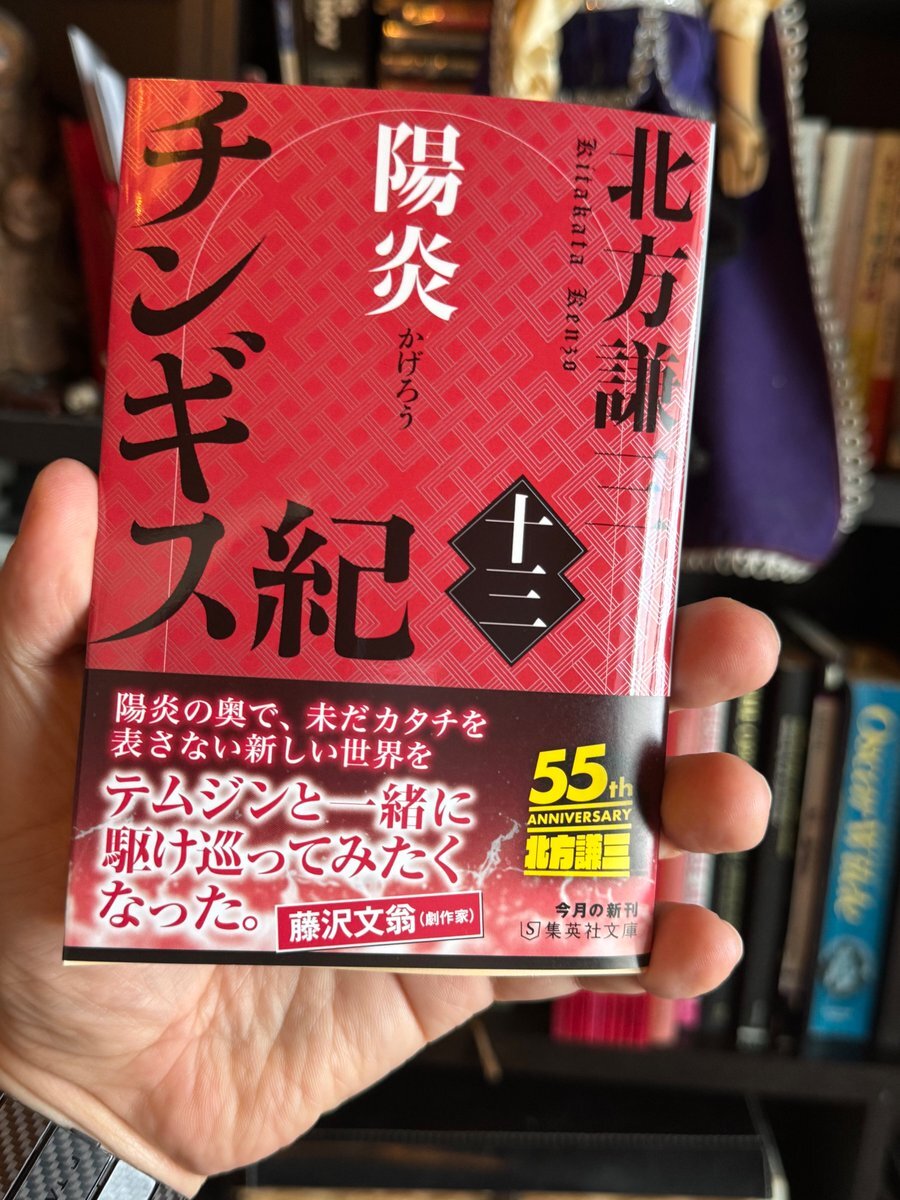 北方謙三
Kitakata Kenzo
陽炎
かげろう
チンギス紀
十三
陽炎の奥で、未だカタチを
表さない新しい世界を
テムジンと一緒に
駆け巡ってみたく
なった。
藤沢文翁(劇作家)
55th
ANNIVERSARY
北方謙三
今月の新刊
S集英社文庫
Oscar Wilde